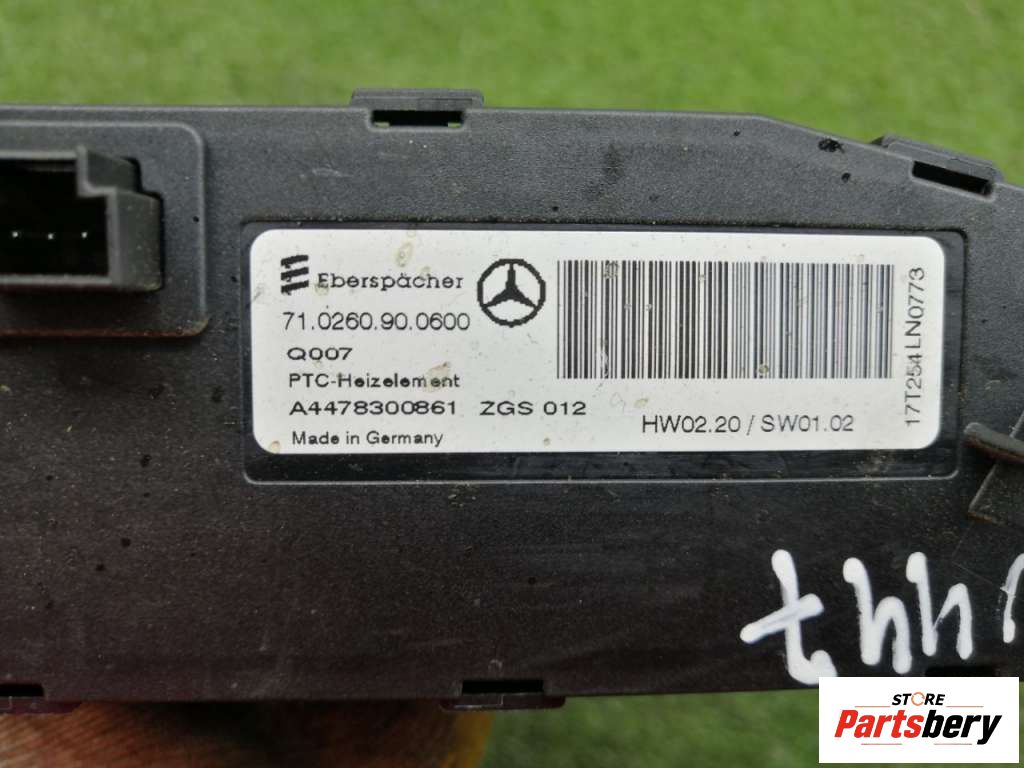 Eberspächer
71.0260.90.0600
Q007
PTC-Heizelement
A4478300861 ZGS 012
Made in Germany
HW02.20 / SW01.02
17T254LN0773
447
STORE
Partsbery